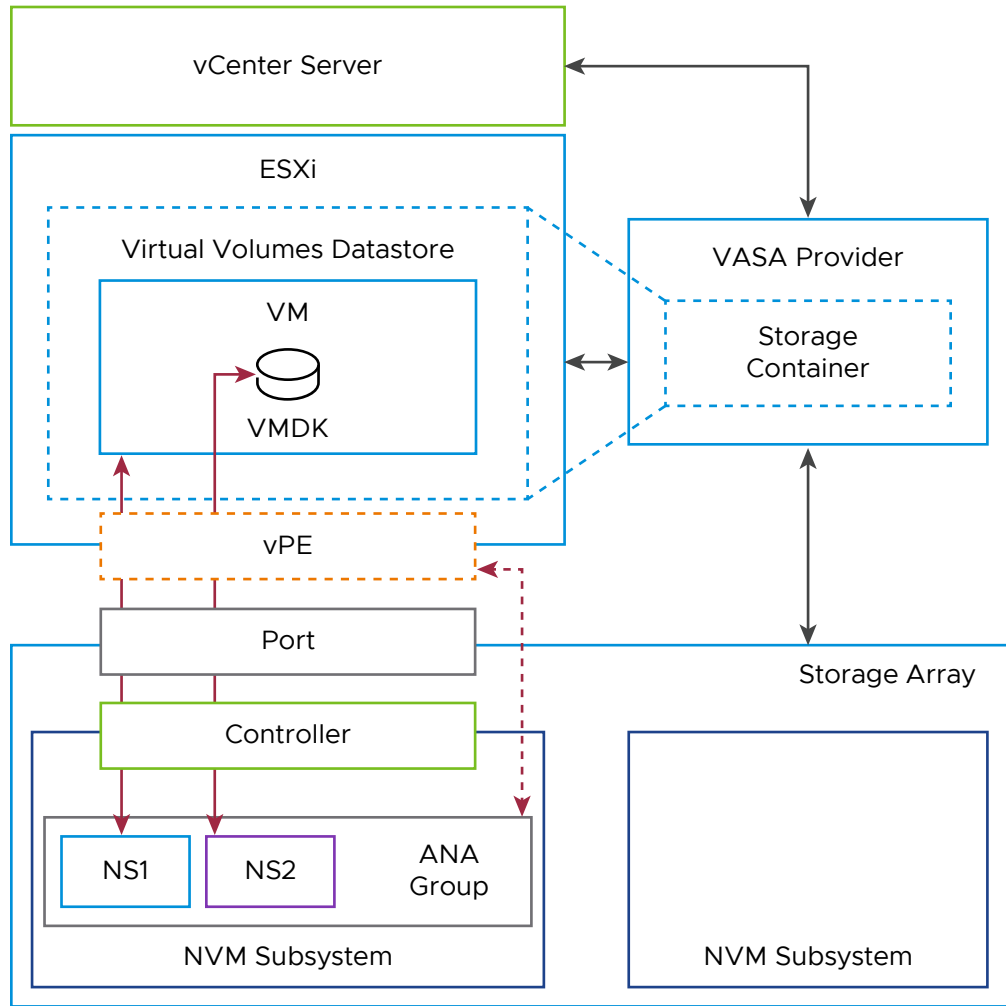 vCenter Server
ESXi
Virtual Volumes Datastore
VASA Provider
VM
Storage
Container
VMDK
vPE
Port
Storage Array
Controller
NS1
NS2
ANA
Group
NVM Subsystem
NVM Subsystem